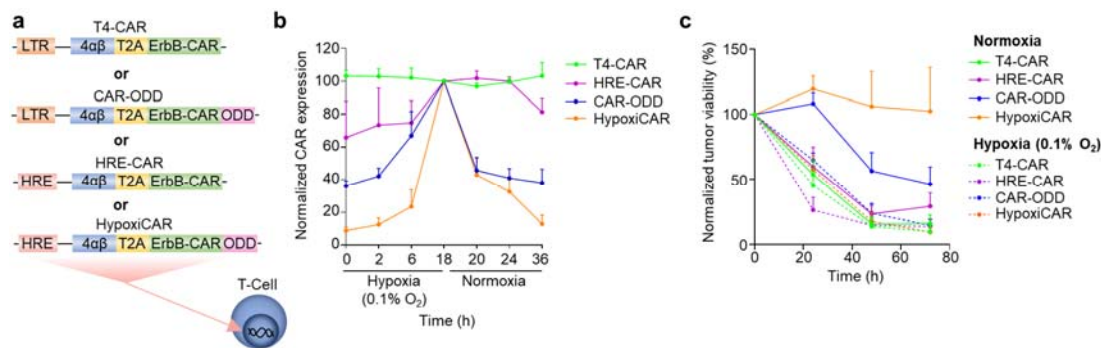 a
T4-CAR
LTR 4αβ T2A ErbB-CAR
or
CAR-ODD
LTR 4αβ T2A ErbB-CAR ODD
or
HRE-CAR
HRE 4αβ T2A ErbB-CAR
or
HypoxiCAR
HRE 4αβ T2A ErbB-CAR ODD
T-Cell
b
Normalized CAR expression
120
100
80
60
40
20
0
0 2 6 18 20 24 36
Hypoxia Normoxia
(0.1% O₂)
Time (h)
T4-CAR
HRE-CAR
CAR-ODD
HypoxiCAR
c
Normalized tumor viability (%)
150
100
50
0
0 20 40 60 80
Time (h)
Normoxia
T4-CAR
HRE-CAR
CAR-ODD
HypoxiCAR
Hypoxia (0.1% O₂)
T4-CAR
HRE-CAR
CAR-ODD
HypoxiCAR